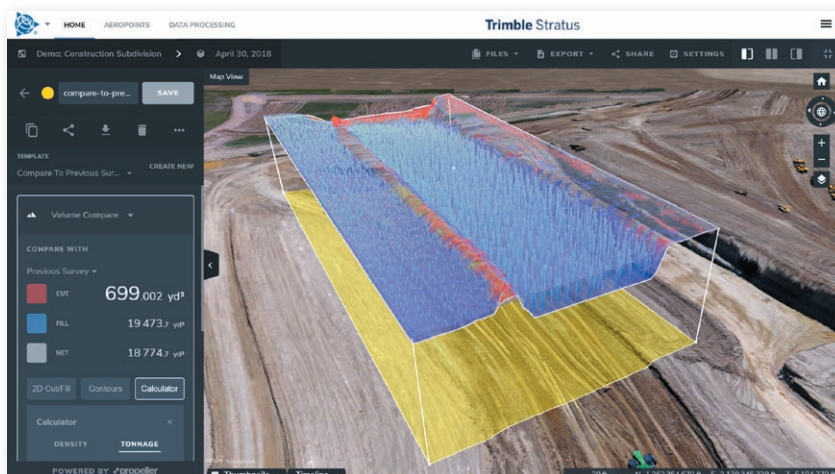 HOME AEROPOINTS DATA PROCESSING
Trimble Stratus
Demo: Construction Subdivision > April 30, 2018
FILES EXPORT SHARE SETTINGS
Map View
compare-to-pre... SAVE
TEMPLATE
CREATE NEW
Compare To Previous Sur...
Volume Compare
COMPARE WITH
Previous Survey
CUT 699.002 yd³
FILL 19 473.7 yd³
NET 18 774.7 yd³
2D Cut/Fill Contours Calculator
Calculator ×
DENSITY TONNAGE
POWERED BY propeller
Thumbnails Timeline